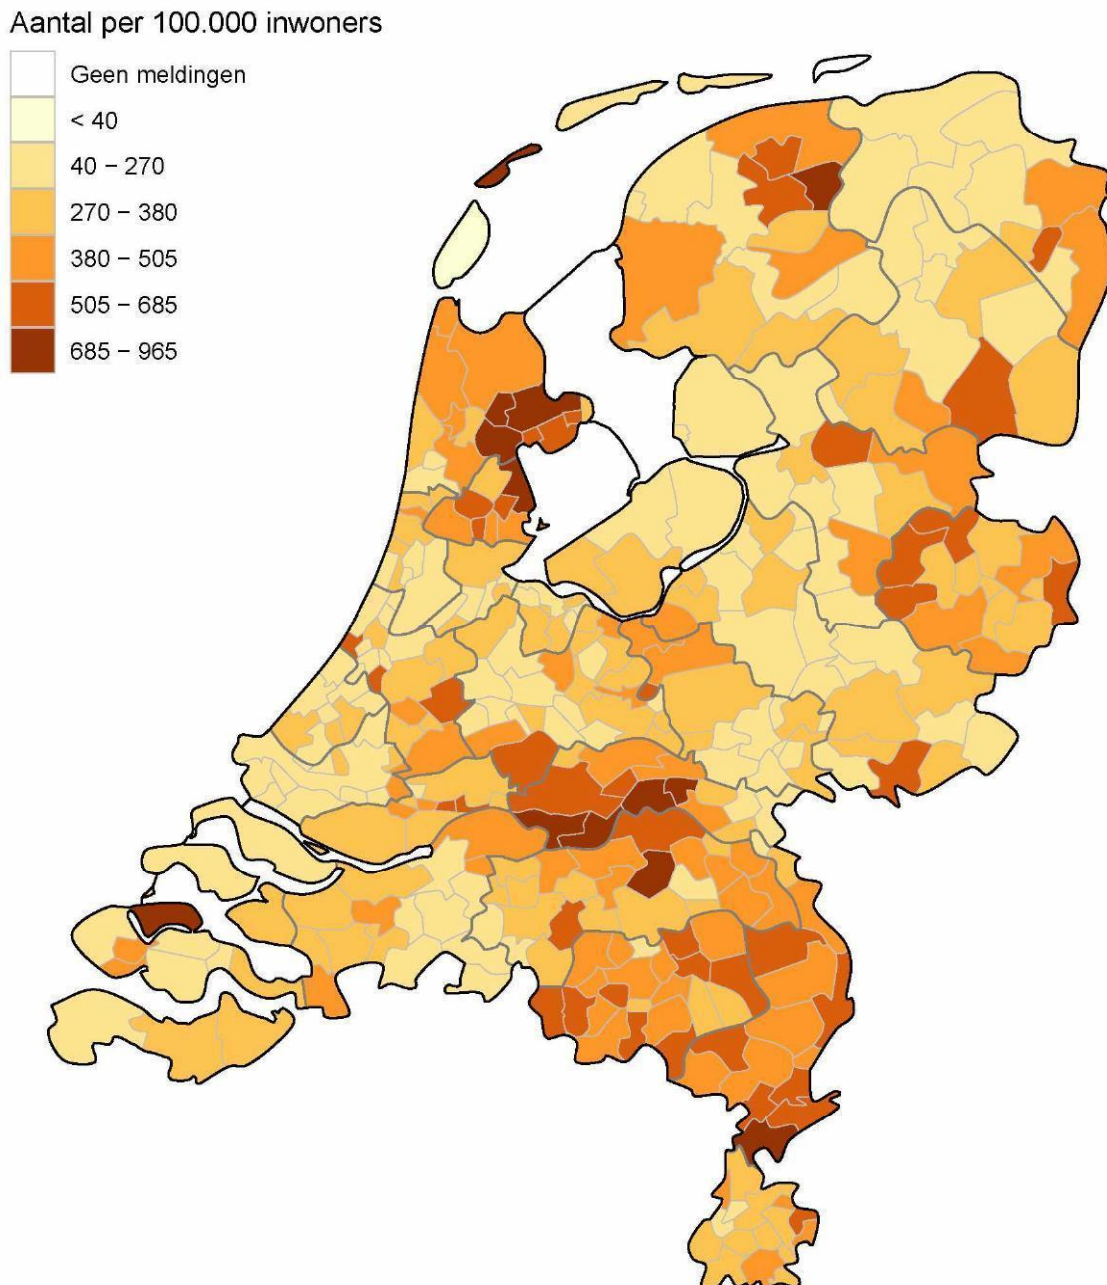 Aantal per 100.000 inwoners
Geen meldingen
< 40
40 − 270
270 − 380
380 − 505
505 − 685
685 − 965